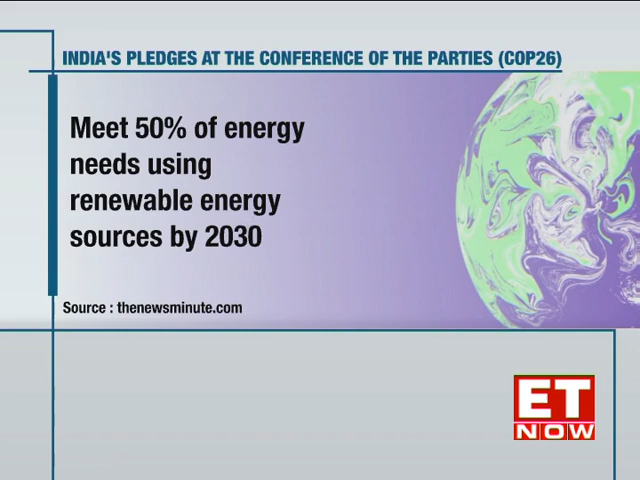 INDIA'S PLEDGES AT THE CONFERENCE OF THE PARTIES (COP26)
Meet 50% of energy
needs using
renewable energy
sources by 2030
Source : thenewsminute.com
ET
NOW